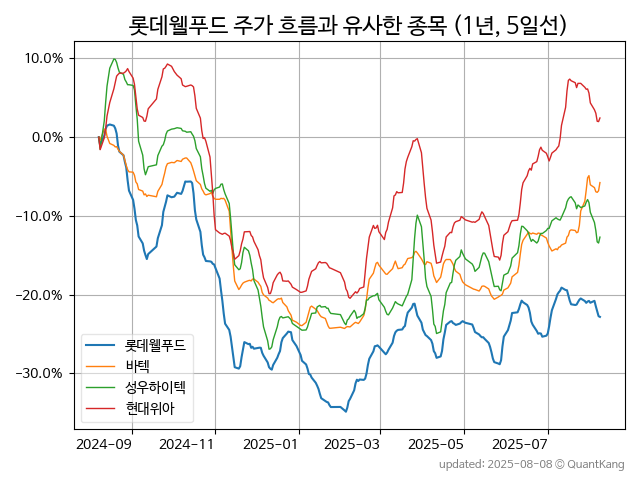 롯데웰푸드 주가 흐름과 유사한 종목 (1년, 5일선)
10.0%
0.0%
−10.0%
−20.0%
−30.0%
롯데웰푸드
바텍
성우하이텍
현대위아
2024−09 2024−11 2025−01 2025−03 2025−05 2025−07
updated: 2025-08-08 © QuantKang